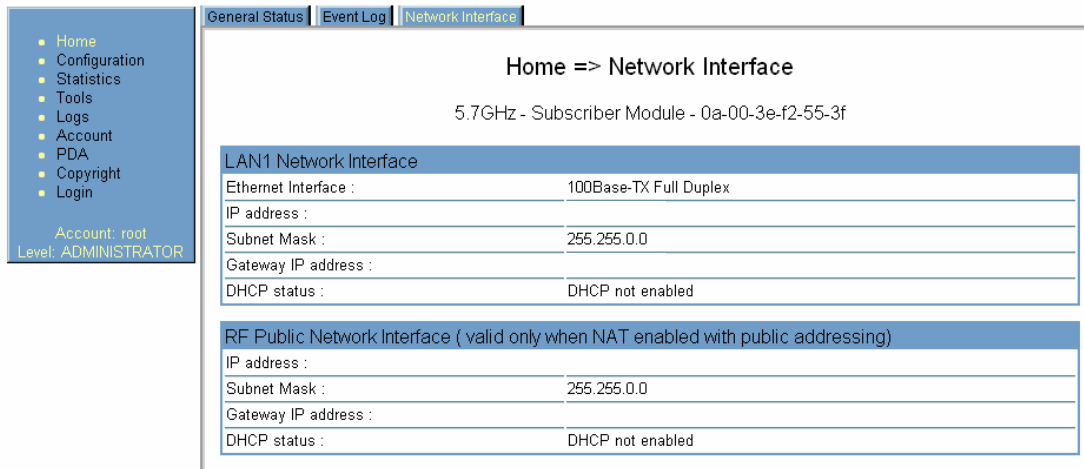 General Status Event Log Network Interface
Home
Configuration
Statistics
Tools
Logs
Account
PDA
Copyright
Login
Account: root
Level: ADMINISTRATOR
Home => Network Interface
5.7GHz - Subscriber Module - 0a-00-3e-f2-55-3f
LAN1 Network Interface
Ethernet Interface : 100Base-TX Full Duplex
IP address :
Subnet Mask : 255.255.0.0
Gateway IP address :
DHCP status : DHCP not enabled
RF Public Network Interface ( valid only when NAT enabled with public addressing)
IP address :
Subnet Mask : 255.255.0.0
Gateway IP address :
DHCP status : DHCP not enabled